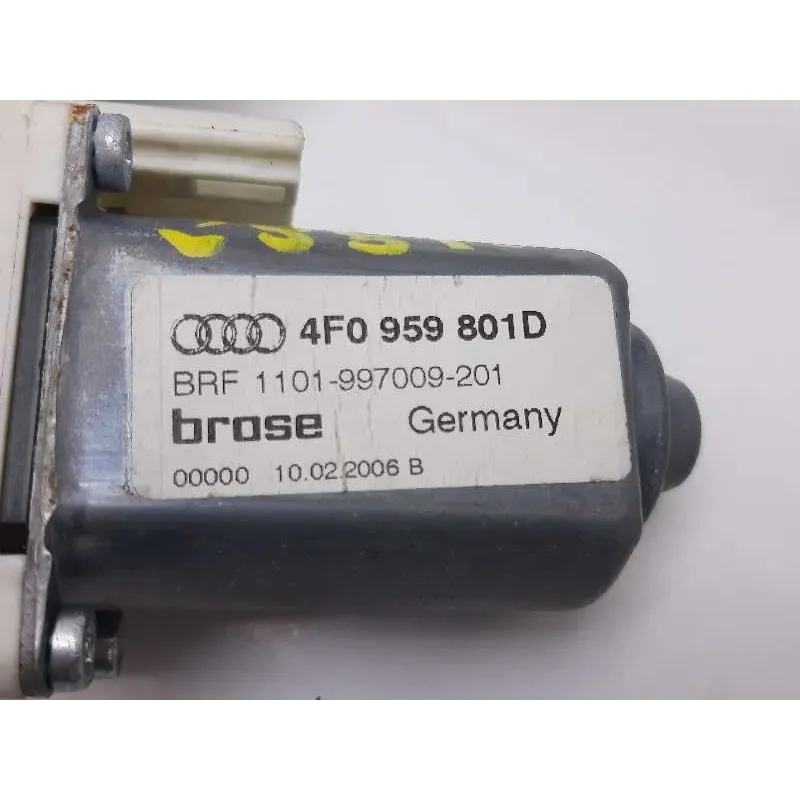 4F0 959 801D
BRF 1101-997009-201
brose Germany
00000 10.02.2006 B